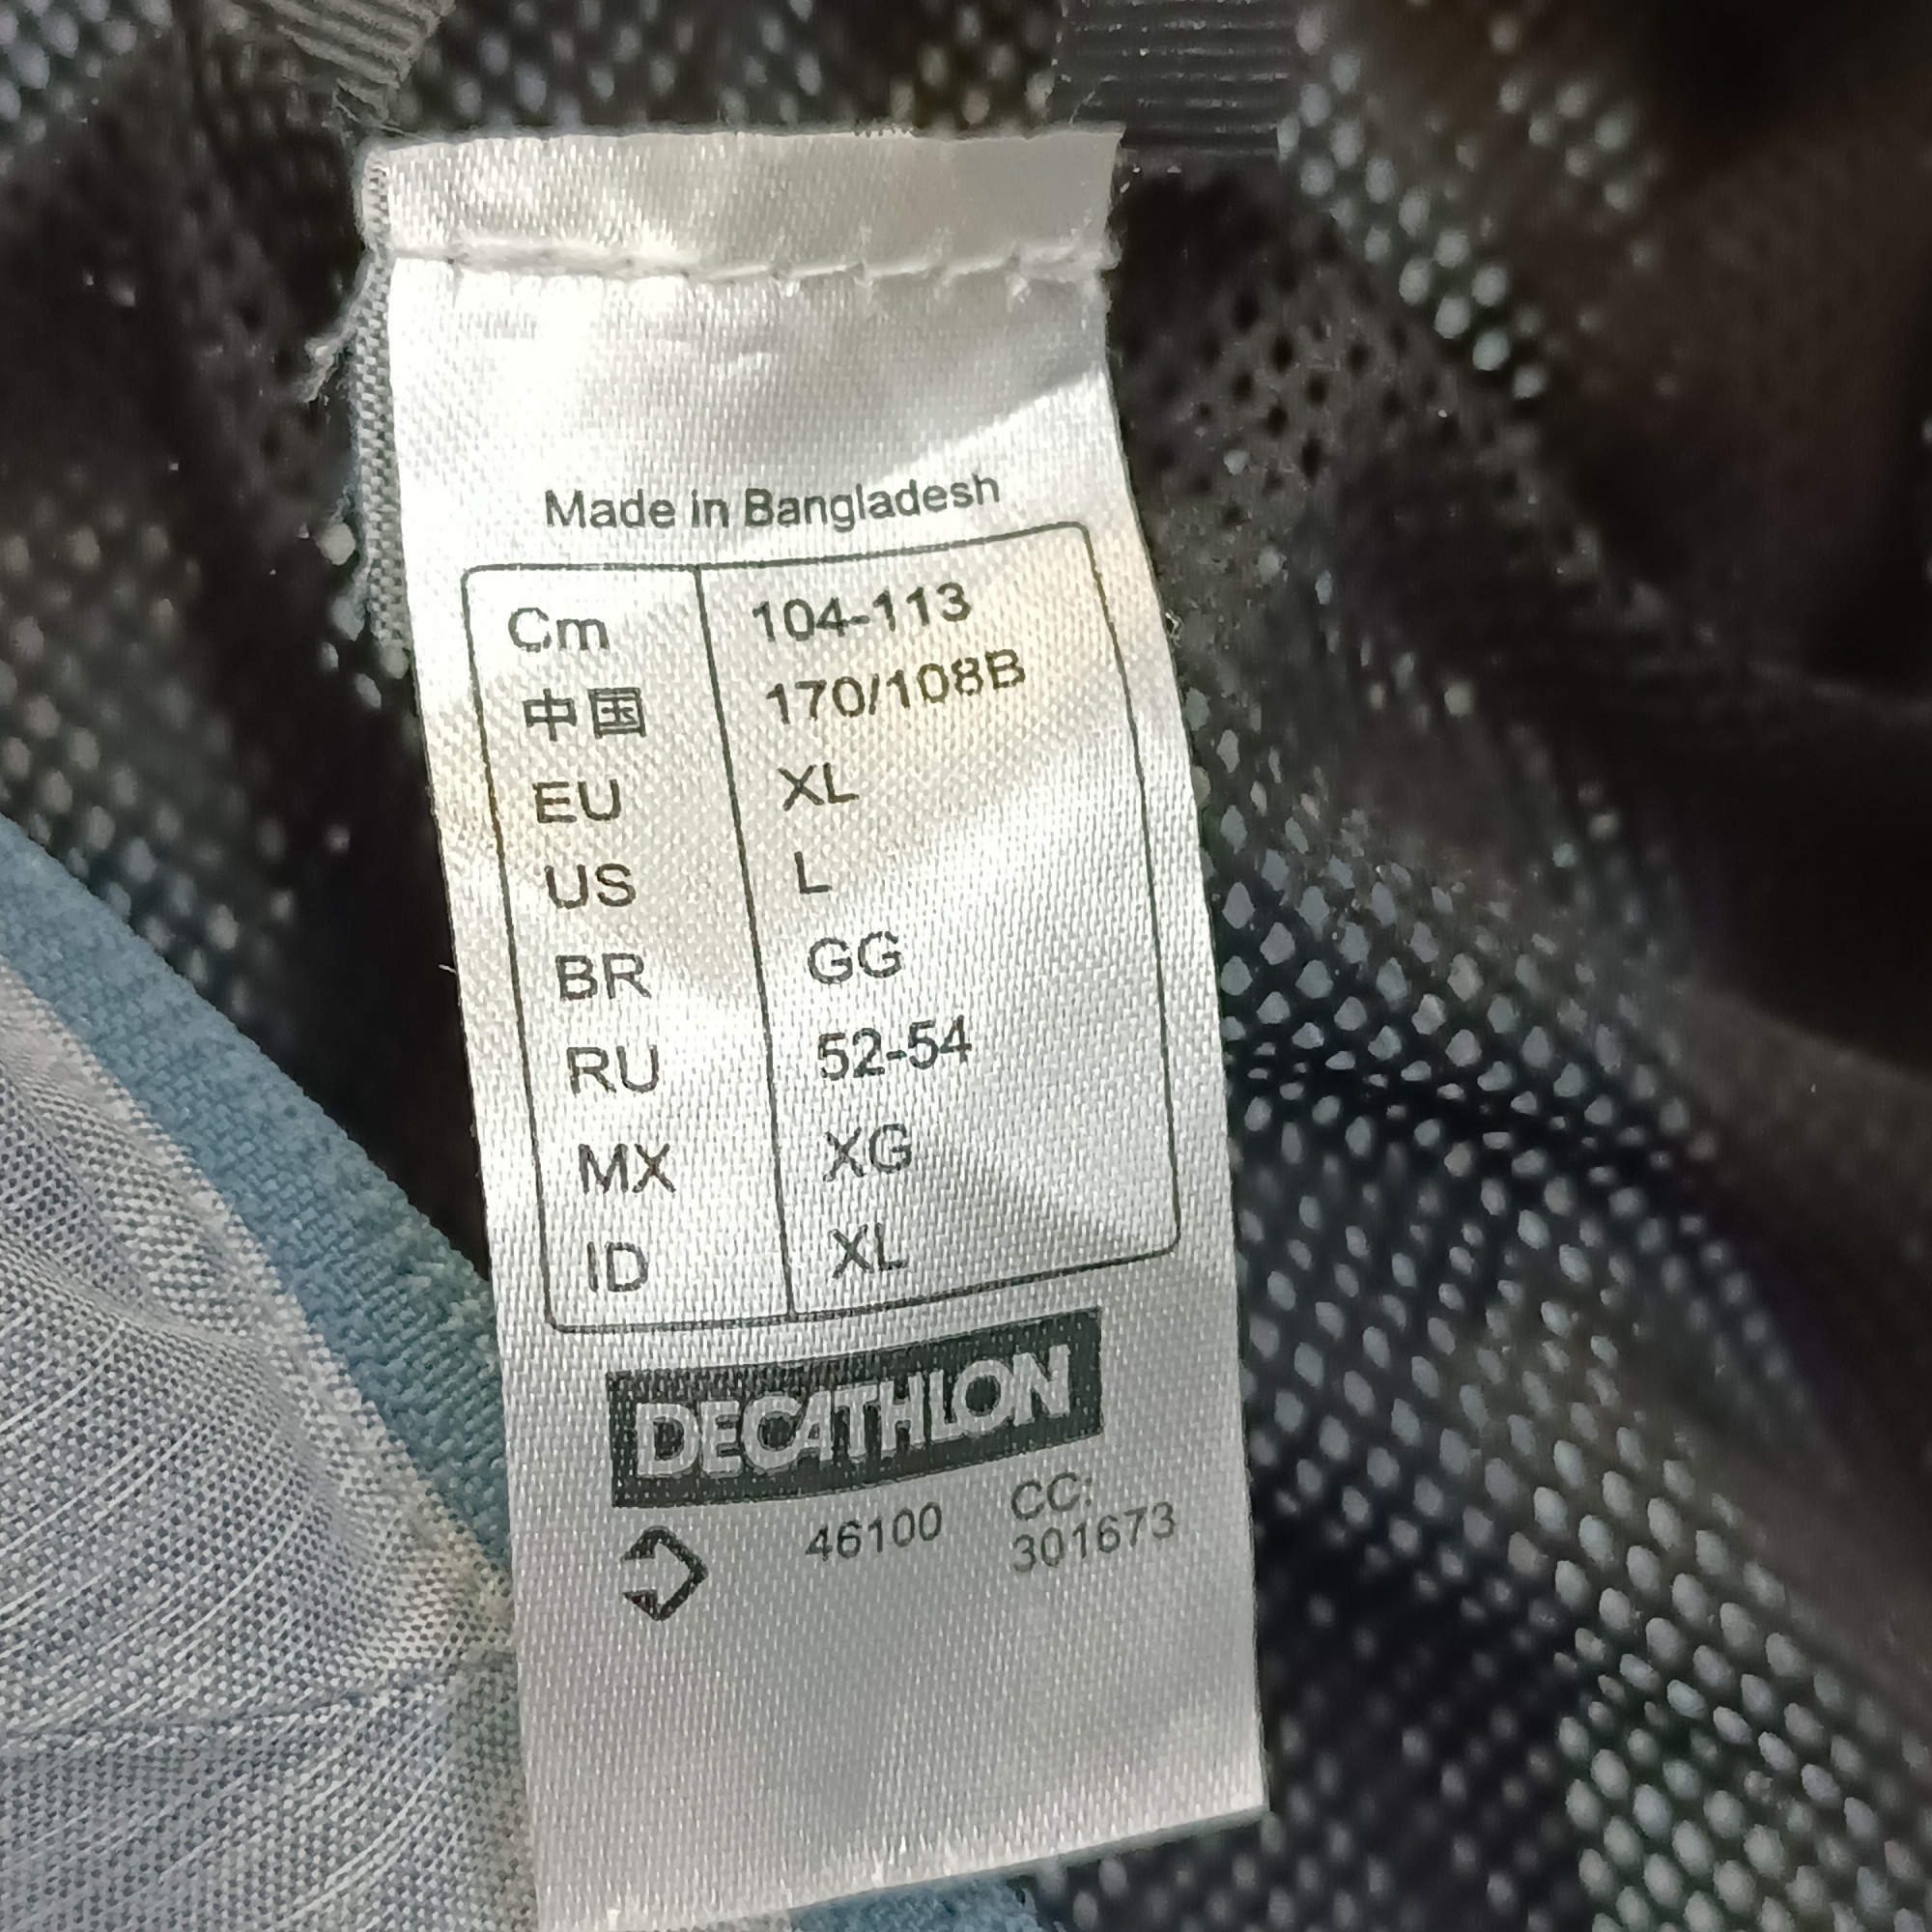 Made in Bangladesh
Cm 104-113
中国 170/108B
EU XL
US L
BR GG
RU 52-54
MX XG
ID XL
DECATHLON
46100 CC:
301673